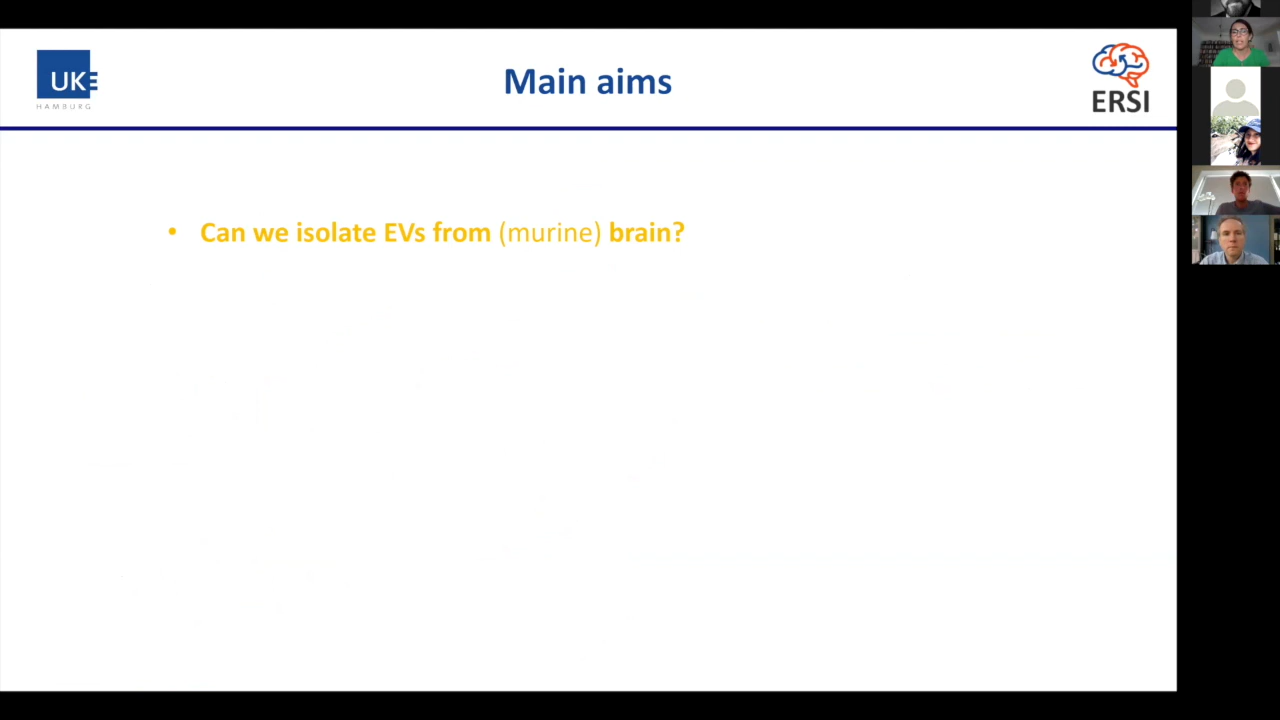 UKE
HAMBURG
Main aims
ERSI
• Can we isolate EVs from (murine) brain?